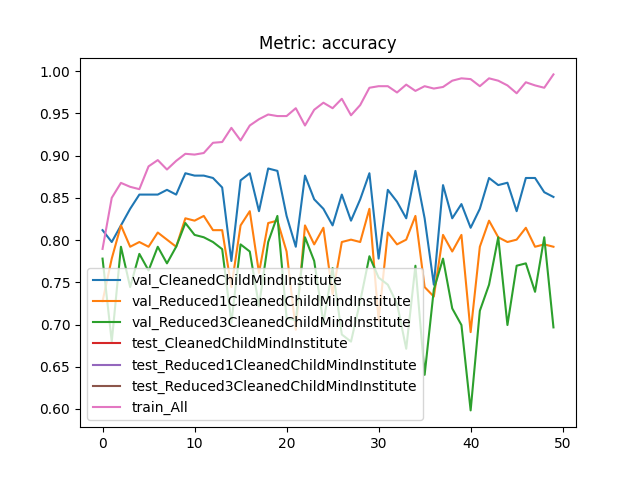 Metric: accuracy
1.00
0.95
0.90
0.85
0.80
0.75
0.70
0.65
0.60
val_CleanedChildMindInstitute
val_Reduced1CleanedChildMindInstitute
val_Reduced3CleanedChildMindInstitute
test_CleanedChildMindInstitute
test_Reduced1CleanedChildMindInstitute
test_Reduced3CleanedChildMindInstitute
train_All
0 10 20 30 40 50